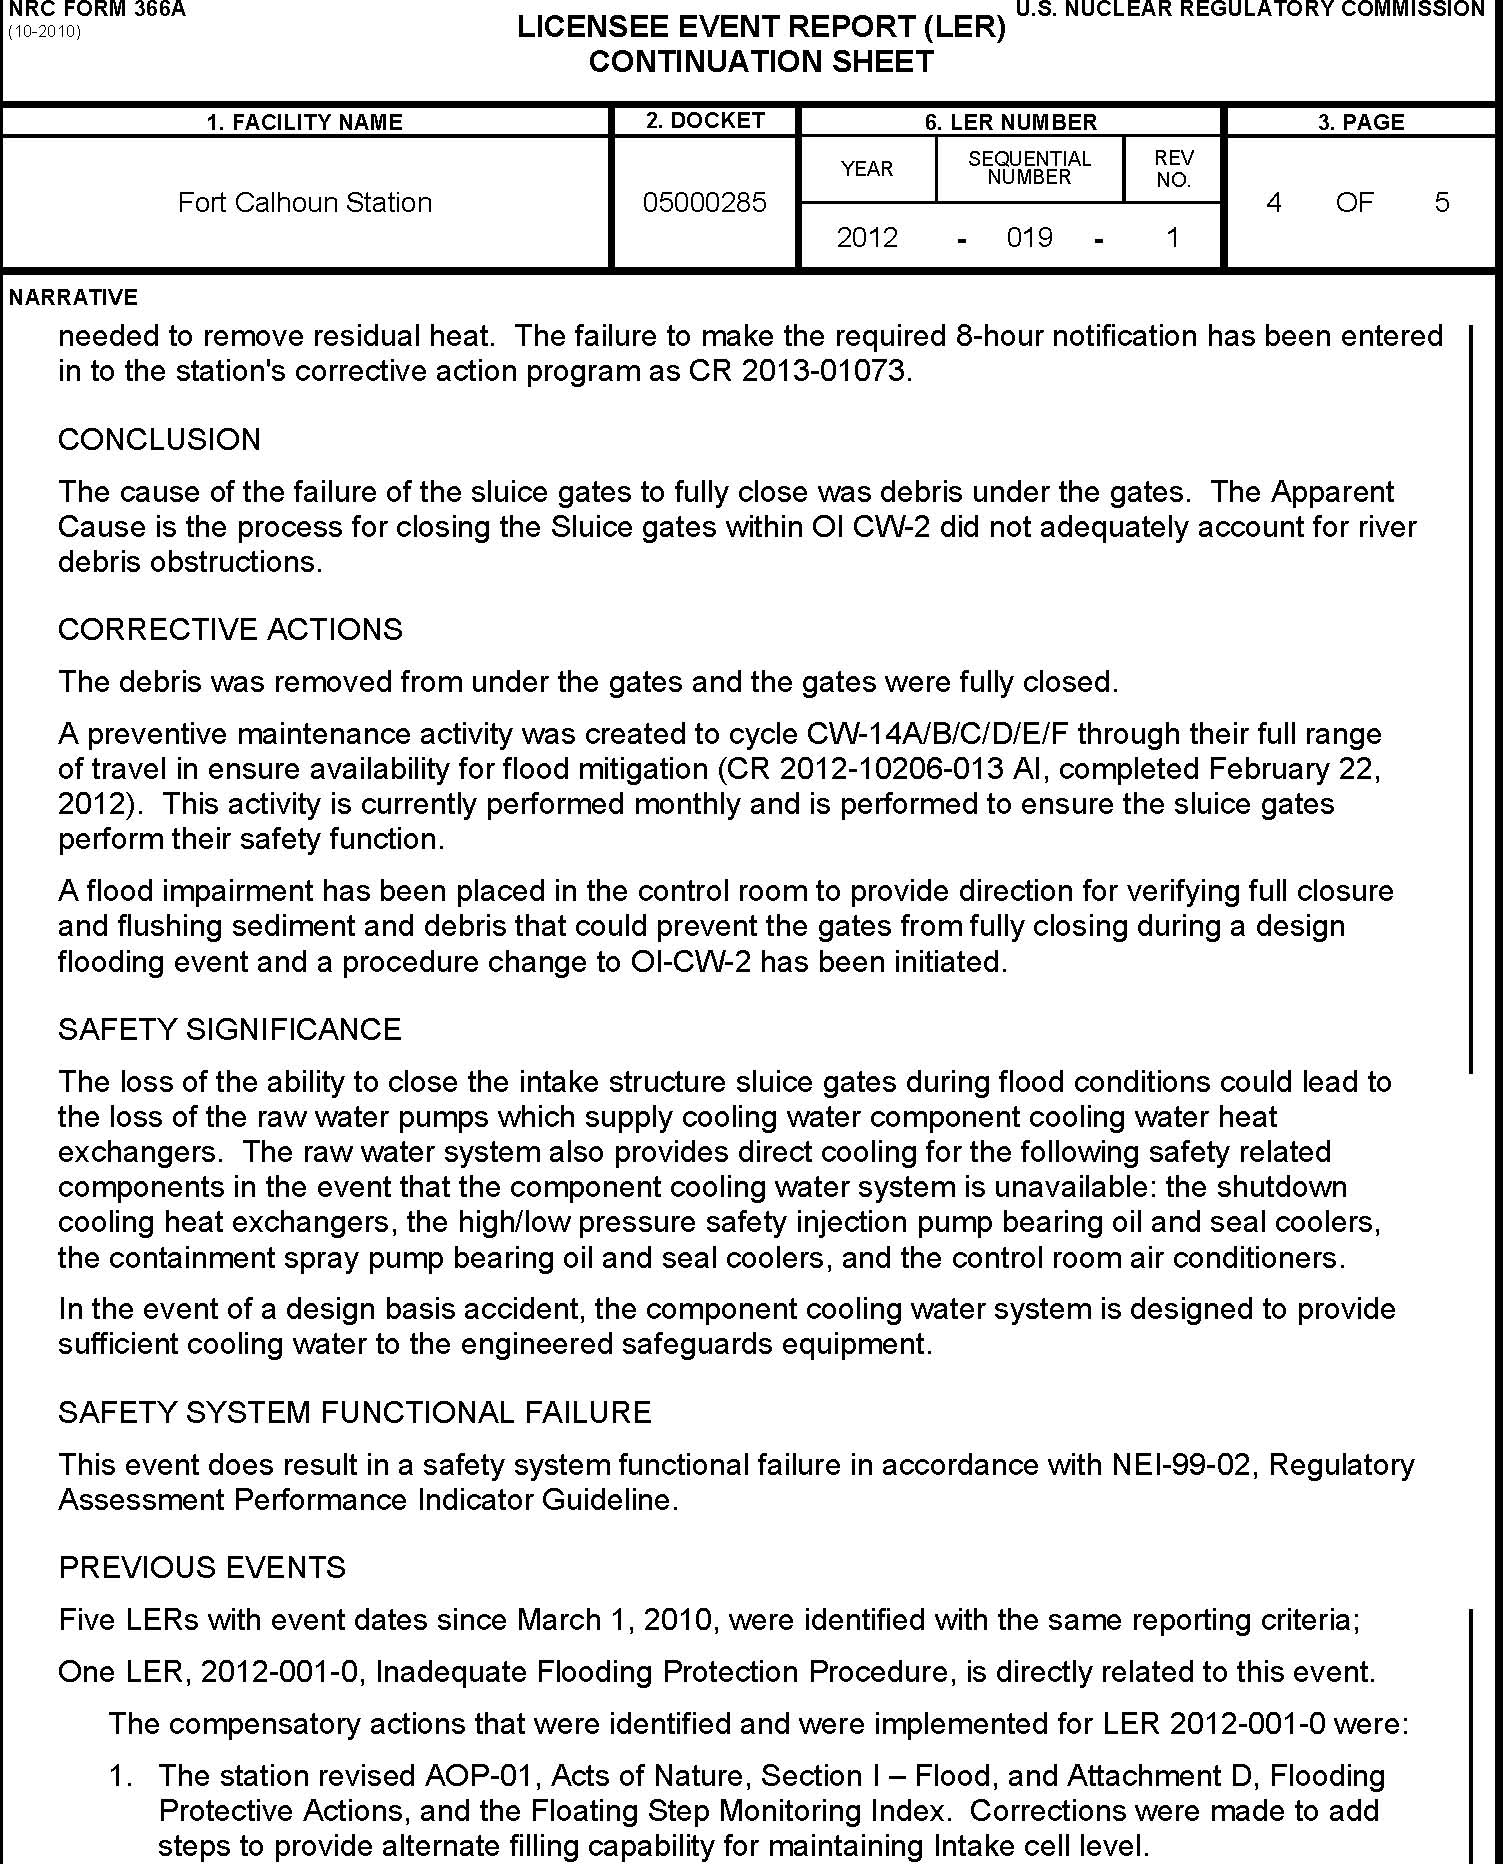 NRC FORM 366A
(10-2010)
U.S. NUCLEAR REGULATORY COMMISSION
LICENSEE EVENT REPORT (LER)
CONTINUATION SHEET
1. FACILITY NAME
2. DOCKET
6. LER NUMBER
3. PAGE
YEAR
SEQUENTIAL
NUMBER
REV
NO.
Fort Calhoun Station
05000285
4 OF 5
2012 - 019 - 1
NARRATIVE
needed to remove residual heat. The failure to make the required 8-hour notification has been entered
in to the station's corrective action program as CR 2013-01073.
CONCLUSION
The cause of the failure of the sluice gates to fully close was debris under the gates. The Apparent
Cause is the process for closing the Sluice gates within OI CW-2 did not adequately account for river
debris obstructions.
CORRECTIVE ACTIONS
The debris was removed from under the gates and the gates were fully closed.
A preventive maintenance activity was created to cycle CW-14A/B/C/D/E/F through their full range
of travel in ensure availability for flood mitigation (CR 2012-10206-013 AI, completed February 22,
2012). This activity is currently performed monthly and is performed to ensure the sluice gates
perform their safety function.
A flood impairment has been placed in the control room to provide direction for verifying full closure
and flushing sediment and debris that could prevent the gates from fully closing during a design
flooding event and a procedure change to OI-CW-2 has been initiated.
SAFETY SIGNIFICANCE
The loss of the ability to close the intake structure sluice gates during flood conditions could lead to
the loss of the raw water pumps which supply cooling water component cooling water heat
exchangers. The raw water system also provides direct cooling for the following safety related
components in the event that the component cooling water system is unavailable: the shutdown
cooling heat exchangers, the high/low pressure safety injection pump bearing oil and seal coolers,
the containment spray pump bearing oil and seal coolers, and the control room air conditioners.
In the event of a design basis accident, the component cooling water system is designed to provide
sufficient cooling water to the engineered safeguards equipment.
SAFETY SYSTEM FUNCTIONAL FAILURE
This event does result in a safety system functional failure in accordance with NEI-99-02, Regulatory
Assessment Performance Indicator Guideline.
PREVIOUS EVENTS
Five LERs with event dates since March 1, 2010, were identified with the same reporting criteria;
One LER, 2012-001-0, Inadequate Flooding Protection Procedure, is directly related to this event.
The compensatory actions that were identified and were implemented for LER 2012-001-0 were:
1. The station revised AOP-01, Acts of Nature, Section I – Flood, and Attachment D, Flooding
Protective Actions, and the Floating Step Monitoring Index. Corrections were made to add
steps to provide alternate filling capability for maintaining Intake cell level.